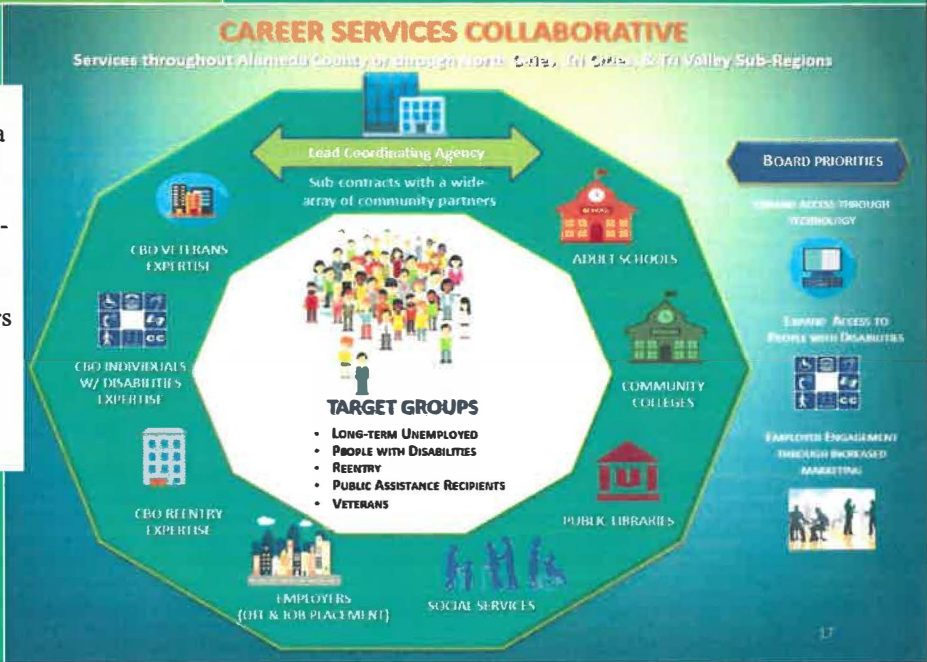 CAREER SERVICES COLLABORATIVE
Services throughout Alameda County or through North Cities, Tri Cities, & Tri Valley Sub-Regions
a
-
rs
Lead Coordinating Agency
Sub contracts with a wide-
array of community partners
CBO VETERANS
EXPERTISE
CBO INDIVIDUALS
W/ DISABILITIES
EXPERTISE
CBO REENTRY
EXPERTISE
EMPLOYERS
(OJT & JOB PLACEMENT)
SOCIAL SERVICES
PUBLIC LIBRARIES
COMMUNITY
COLLEGES
SCHOOL
ADULT SCHOOLS
TARGET GROUPS
• LONG-TERM UNEMPLOYED
• PEOPLE WITH DISABILITIES
• REENTRY
• PUBLIC ASSISTANCE RECIPIENTS
• VETERANS
BOARD PRIORITIES
EXPAND ACCESS THROUGH
TECHNOLOGY
EXPAND ACCESS TO
PEOPLE WITH DISABILITIES
CC
EMPLOYER ENGAGEMENT
THROUGH INCREASED
MARKETING
17